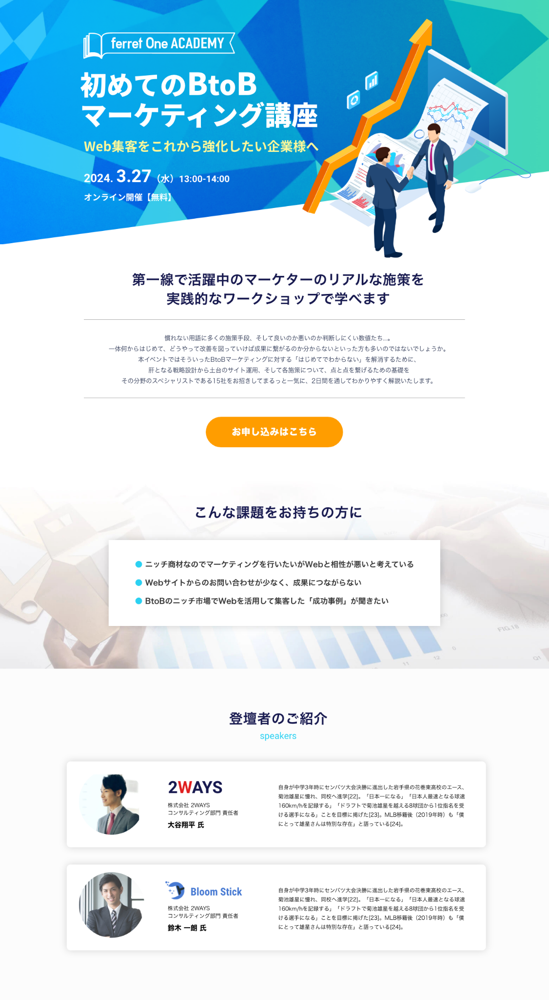 ferret One ACADEMY
初めてのBtoB
マーケティング講座
Web集客をこれから強化したい企業様へ
2024. 3.27（水）13:00-14:00
オンライン開催【無料】
第一線で活躍中のマーケターのリアルな施策を
実践的なワークショップで学べます
慣れない用語に多くの施策手段、そして良いのか悪いのか判断しにくい数値たち...。
一体何からはじめて、どうやって改善を図っていけば成果に繋がるのか分からないといった方も多いのではないでしょうか。
本イベントではそういったBtoBマーケティングに対する「はじめてでわからない」を解消するために、
肝となる戦略設計から土台のサイト運用、そして各施策について、点と点を繋げるための基礎を
その分野のスペシャリストである15社をお招きしてまるっと一気に、2日間を通してわかりやすく解説いたします。
お申し込みはこちら
こんな課題をお持ちの方に
● ニッチ商材なのでマーケティングを行いたいがWebと相性が悪いと考えている
● Webサイトからのお問い合わせが少なく、成果につながらない
● BtoBのニッチ市場でWebを活用して集客した「成功事例」が聞きたい
FIG.18
0
11
12
Q1
登壇者のご紹介
speakers
2WAYS
株式会社 2WAYS
コンサルティング部門 責任者
大谷翔平 氏
自身が中学3年時にセンバツ大会決勝に進出した岩手県の花巻東高校のエース、
菊池雄星に憧れ、同校へ進学[22]。「日本一になる」「日本人最速となる球速
160km/hを記録する」「ドラフトで菊池雄星を越える8球団から1位指名を受
ける選手になる」ことを目標に掲げた[23]。MLB移籍後（2019年時）も「僕
にとって雄星さんは特別な存在」と語っている[24]。
Bloom Stick
株式会社 2WAYS
コンサルティング部門 責任者
鈴木 一朗 氏
自身が中学3年時にセンバツ大会決勝に進出した岩手県の花巻東高校のエース、
菊池雄星に憧れ、同校へ進学[22]。「日本一になる」「日本人最速となる球速
160km/hを記録する」「ドラフトで菊池雄星を越える8球団から1位指名を受
ける選手になる」ことを目標に掲げた[23]。MLB移籍後（2019年時）も「僕
にとって雄星さんは特別な存在」と語っている[24]。